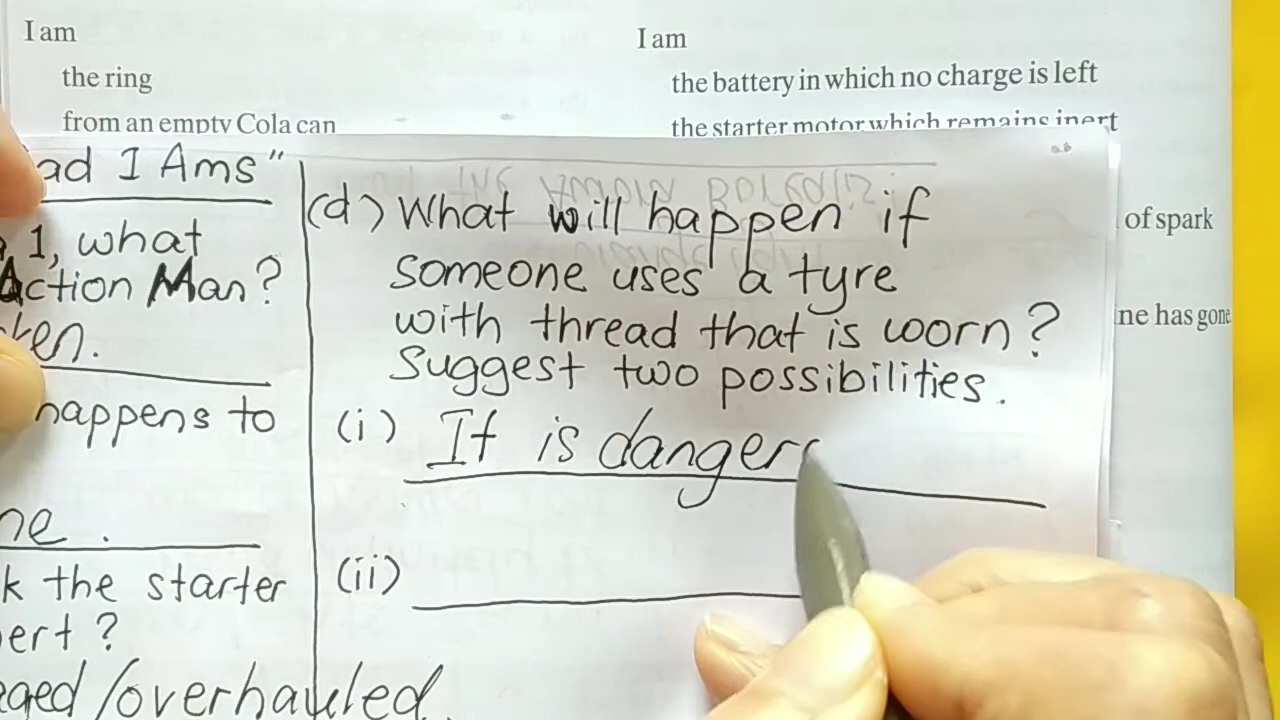 I am
the ring
from an empty Cola can
I am
the battery in which no charge is left
the starter motor which remains inert
of spark
ne has gone
ad I Ams"
1, what
Action Man?
ken.
happens to
ne.
k the starter
ert?
aged/overhauled.
(d) What will happen if
someone uses a tyre
with thread that is worn?
Suggest two possibilities.
(i) It is dangero
(ii)